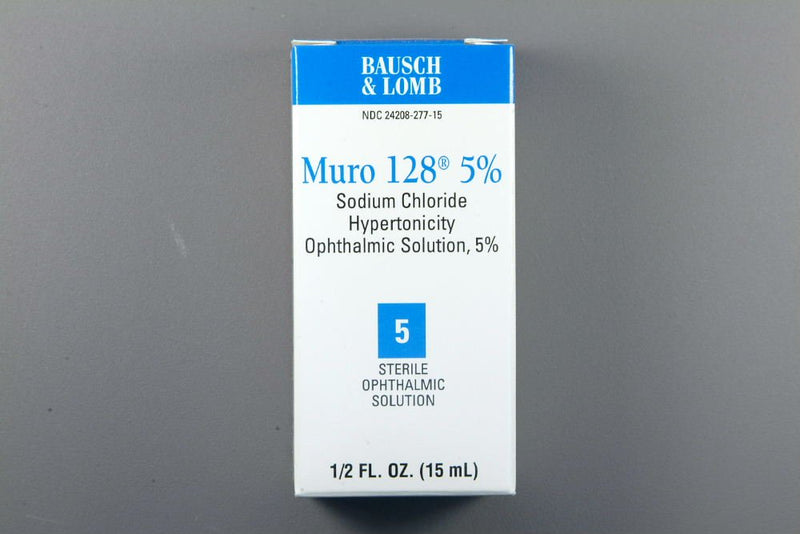 BAUSCH
& LOMB
NDC 24208-277-15
Muro 128® 5%
Sodium Chloride
Hypertonicity
Ophthalmic Solution, 5%
5
STERILE
OPHTHALMIC
SOLUTION
1/2 FL. OZ. (15 mL)